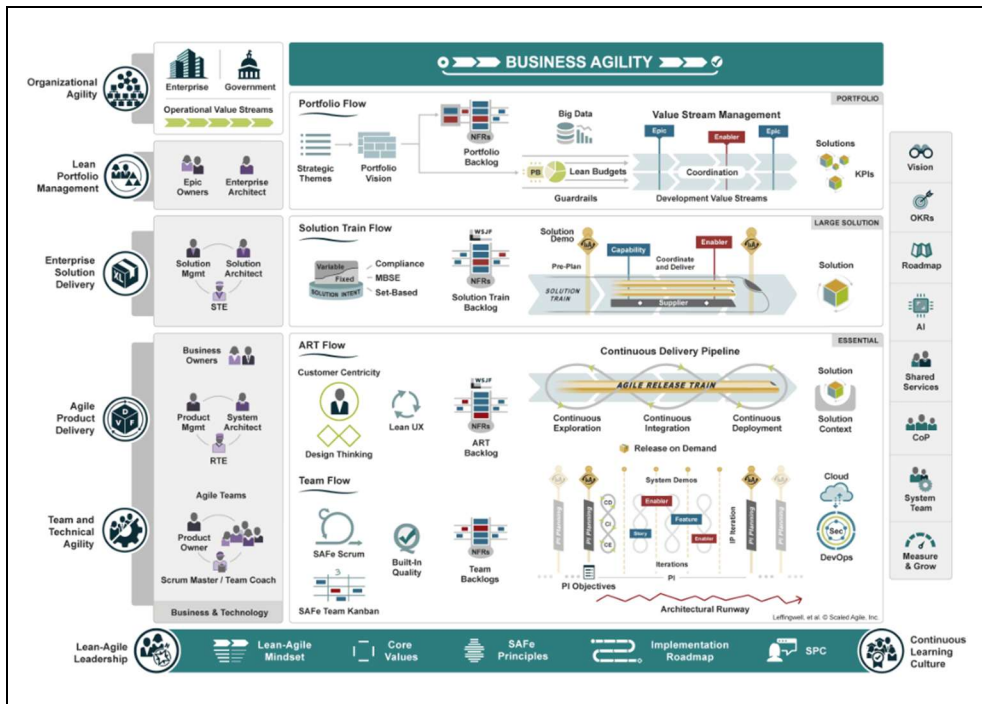 Organizational
Agility
Enterprise
Government
Operational Value Streams
BUSINESS AGILITY
Lean
Portfolio
Management
Epic
Owners
Enterprise
Architect
Portfolio Flow
PORTFOLIO
Strategic
Themes
Portfolio
Vision
NFRs
Portfolio
Backlog
Big Data
PB
Lean Budgets
Guardrails
Value Stream Management
Epic
Enabler
Epic
Coordination
Development Value Streams
Solutions
KPIs
Enterprise
Solution
Delivery
Solution
Mgmt
Solution
Architect
STE
Solution Train Flow
LARGE SOLUTION
Variable
Fixed
SOLUTION INTENT
Compliance
MBSE
Set-Based
WSJF
NFRs
Solution Train
Backlog
Solution
Demo
Pre-Plan
Capability
Enabler
Coordinate
and Deliver
SOLUTION
TRAIN
Supplier
Solution
Agile
Product
Delivery
D
V
F
Business
Owners
Product
Mgmt
System
Architect
RTE
ART Flow
ESSENTIAL
Customer Centricity
Design Thinking
Lean UX
WSJF
NFRs
ART
Backlog
Continuous Delivery Pipeline
AGILE RELEASE TRAIN
Continuous
Exploration
Continuous
Integration
Continuous
Deployment
Release on Demand
Solution
Solution
Context
Team and
Technical
Agility
Agile Teams
Product
Owner
Scrum Master / Team Coach
Business & Technology
Team Flow
SAFe Scrum
3
SAFe Team Kanban
Built-In
Quality
NFRs
Team
Backlogs
System Demos
PI Planning
PI Planning
CD
CI
CE
Enabler
Feature
Story
Enabler
Iterations
IP Iteration
PI Planning
PI Planning
PI
PI Objectives
Architectural Runway
Cloud
Sec
DevOps
Leffingwell, et al. © Scaled Agile, Inc.
Vision
OKRs
Roadmap
AI
Shared
Services
CoP
System
Team
Measure
& Grow
Lean-Agile
Leadership
Lean-Agile
Mindset
Core
Values
SAFe
Principles
Implementation
Roadmap
SPC
Continuous
Learning
Culture